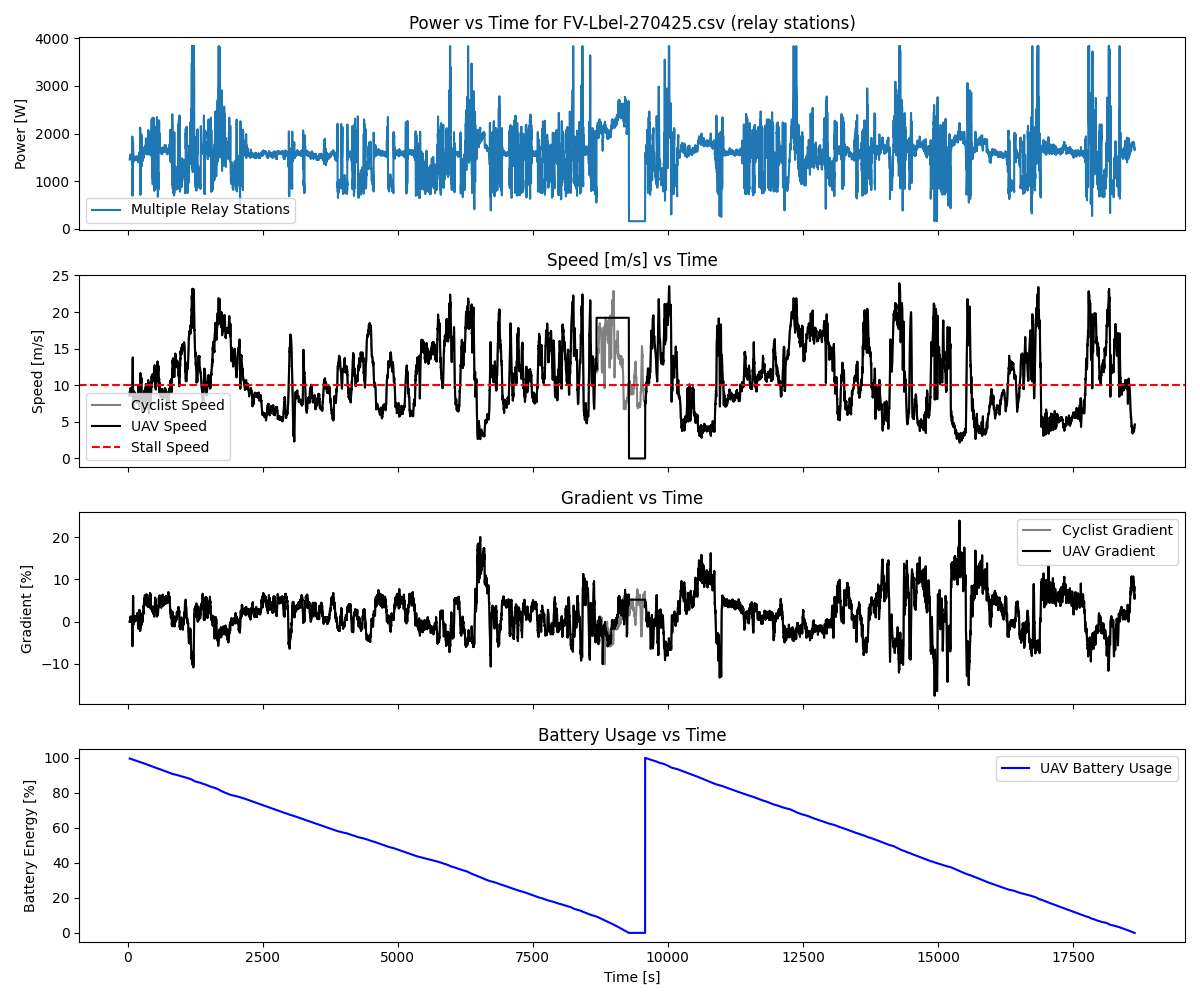 Power vs Time for FV-Lbel-270425.csv (relay stations)
Power [W]
4000
3000
2000
1000
0
Multiple Relay Stations
Speed [m/s] vs Time
Speed [m/s]
25
20
15
10
5
0
Cyclist Speed
UAV Speed
Stall Speed
Gradient vs Time
Gradient [%]
20
10
0
−10
Cyclist Gradient
UAV Gradient
Battery Usage vs Time
Battery Energy [%]
100
80
60
40
20
0
UAV Battery Usage
0 2500 5000 7500 10000 12500 15000 17500
Time [s]